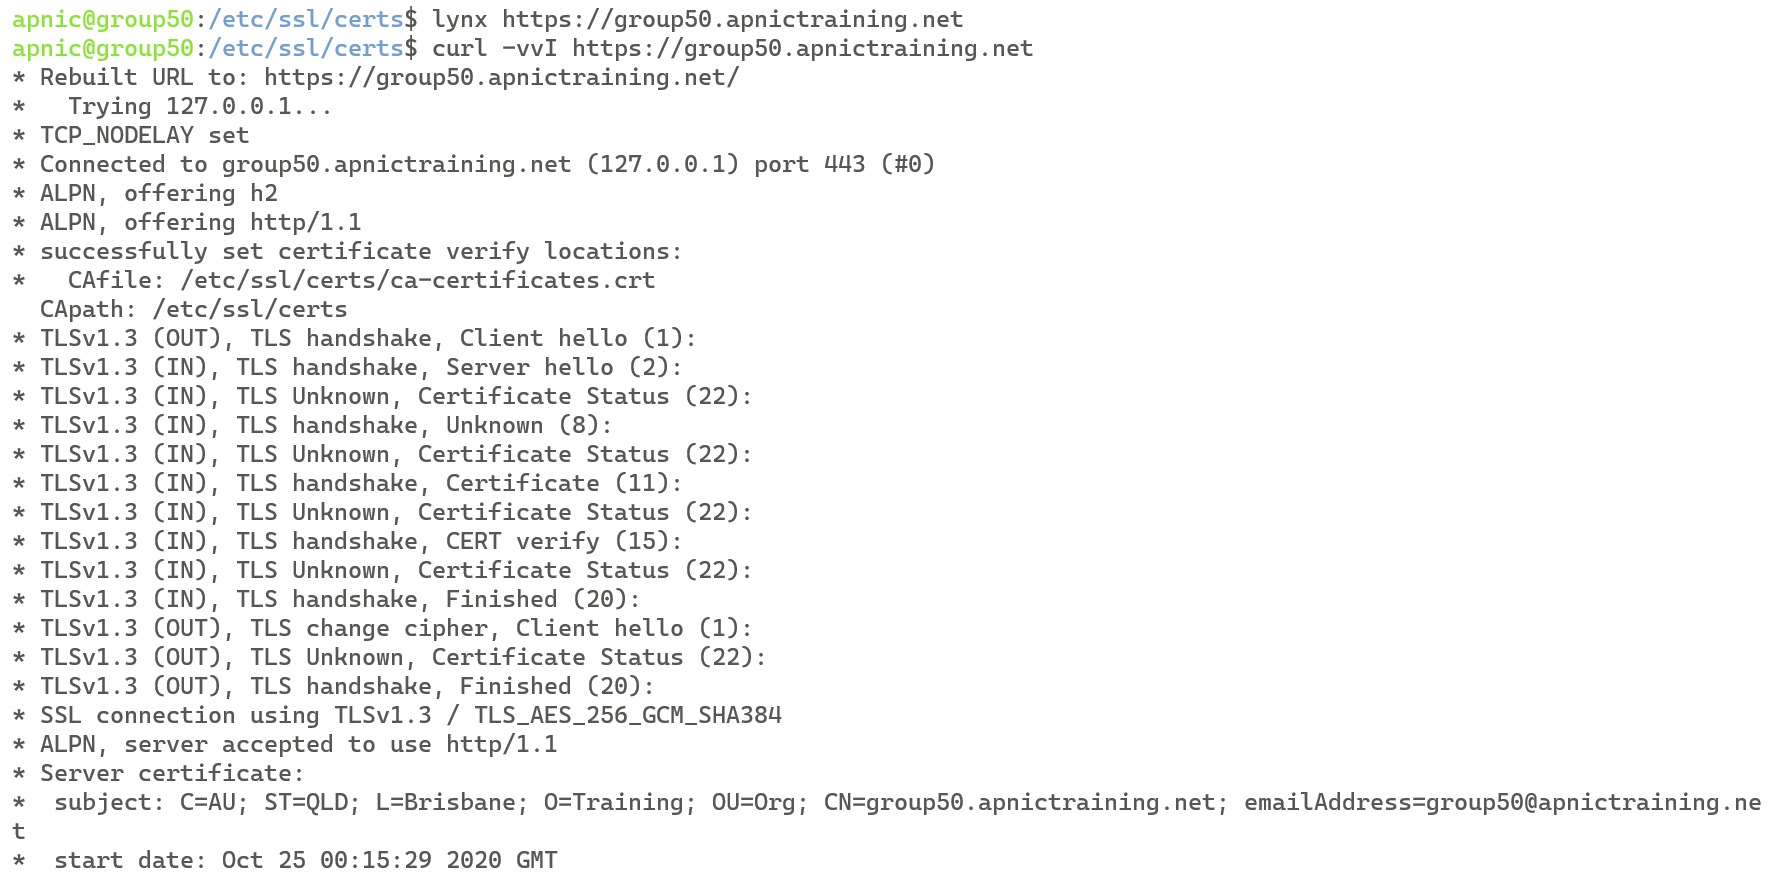 apnic@group50:/etc/ssl/certs$ lynx https://group50.apnictraining.net
apnic@group50:/etc/ssl/certs$ curl -vvI https://group50.apnictraining.net
* Rebuilt URL to: https://group50.apnictraining.net/
*   Trying 127.0.0.1...
* TCP_NODELAY set
* Connected to group50.apnictraining.net (127.0.0.1) port 443 (#0)
* ALPN, offering h2
* ALPN, offering http/1.1
* successfully set certificate verify locations:
*   CAfile: /etc/ssl/certs/ca-certificates.crt
  CApath: /etc/ssl/certs
* TLSv1.3 (OUT), TLS handshake, Client hello (1):
* TLSv1.3 (IN), TLS handshake, Server hello (2):
* TLSv1.3 (IN), TLS Unknown, Certificate Status (22):
* TLSv1.3 (IN), TLS handshake, Unknown (8):
* TLSv1.3 (IN), TLS Unknown, Certificate Status (22):
* TLSv1.3 (IN), TLS handshake, Certificate (11):
* TLSv1.3 (IN), TLS Unknown, Certificate Status (22):
* TLSv1.3 (IN), TLS handshake, CERT verify (15):
* TLSv1.3 (IN), TLS Unknown, Certificate Status (22):
* TLSv1.3 (IN), TLS handshake, Finished (20):
* TLSv1.3 (OUT), TLS change cipher, Client hello (1):
* TLSv1.3 (OUT), TLS Unknown, Certificate Status (22):
* TLSv1.3 (OUT), TLS handshake, Finished (20):
* SSL connection using TLSv1.3 / TLS_AES_256_GCM_SHA384
* ALPN, server accepted to use http/1.1
* Server certificate:
*  subject: C=AU; ST=QLD; L=Brisbane; O=Training; OU=Org; CN=group50.apnictraining.net; emailAddress=group50@apnictraining.ne
t
*  start date: Oct 25 00:15:29 2020 GMT